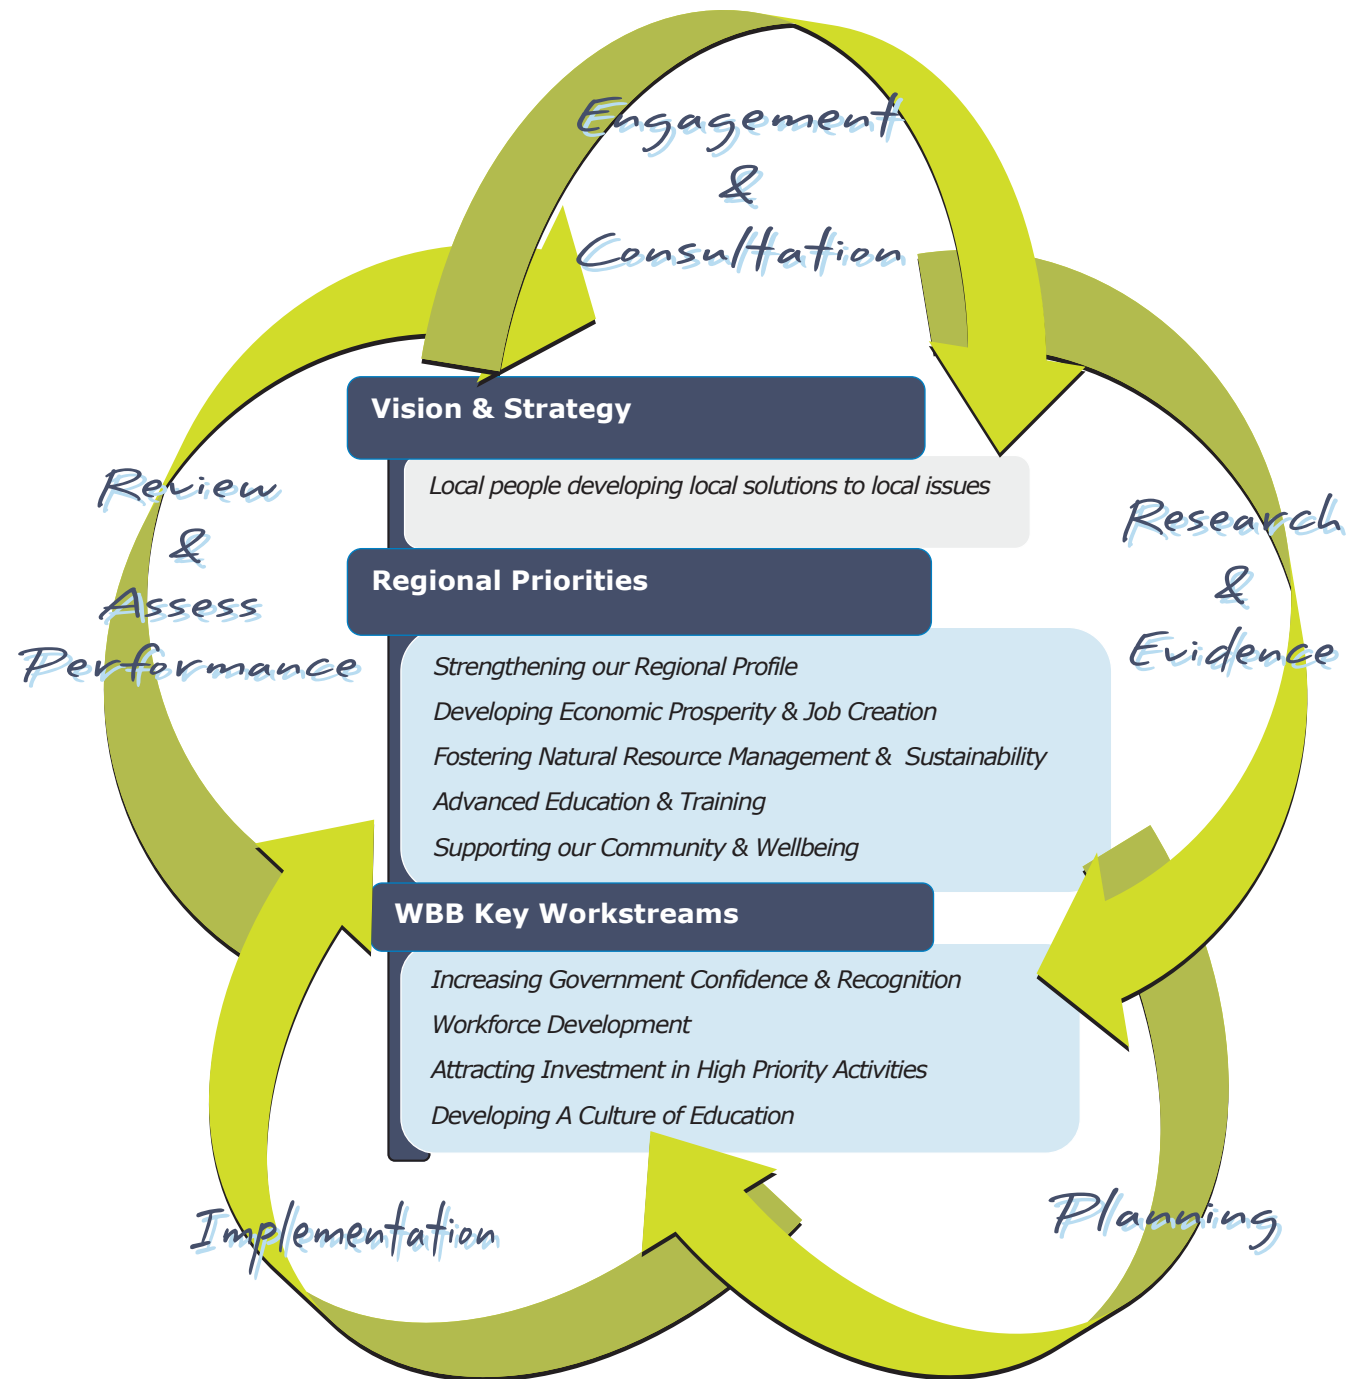 Engagement
&
Consultation
Vision & Strategy
Local people developing local solutions to local issues
Review
&
Assess
Performance
Research
&
Evidence
Regional Priorities
Strengthening our Regional Profile
Developing Economic Prosperity & Job Creation
Fostering Natural Resource Management &  Sustainability
Advanced Education & Training
Supporting our Community & Wellbeing
WBB Key Workstreams
Increasing Government Confidence & Recognition
Workforce Development
Attracting Investment in High Priority Activities
Developing A Culture of Education
Implementation
Planning